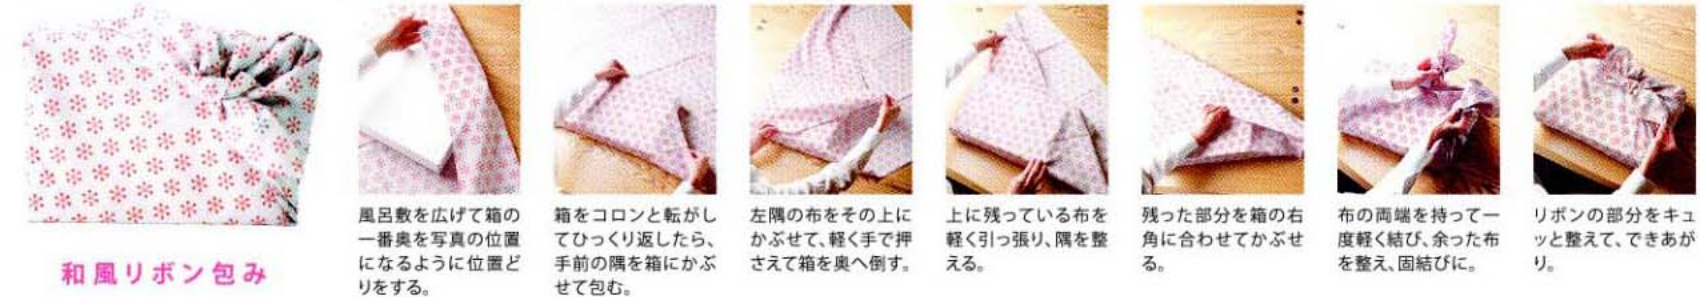 和風リボン包み
風呂敷を広げて箱の
一番奥を写真の位置
になるように位置ど
りをする。
箱をコロンと転がし
てひっくり返したら、
手前の隅を箱にかぶ
せて包む。
左隅の布をその上に
かぶせて、軽く手で押
さえて箱を奥へ倒す。
上に残っている布を
軽く引っ張り、隅を整
える。
残った部分を箱の右
角に合わせてかぶせ
る。
布の両端を持って一
度軽く結び、余った布
を整え、固結びに。
リボンの部分をキュ
ッと整えて、できあが
り。